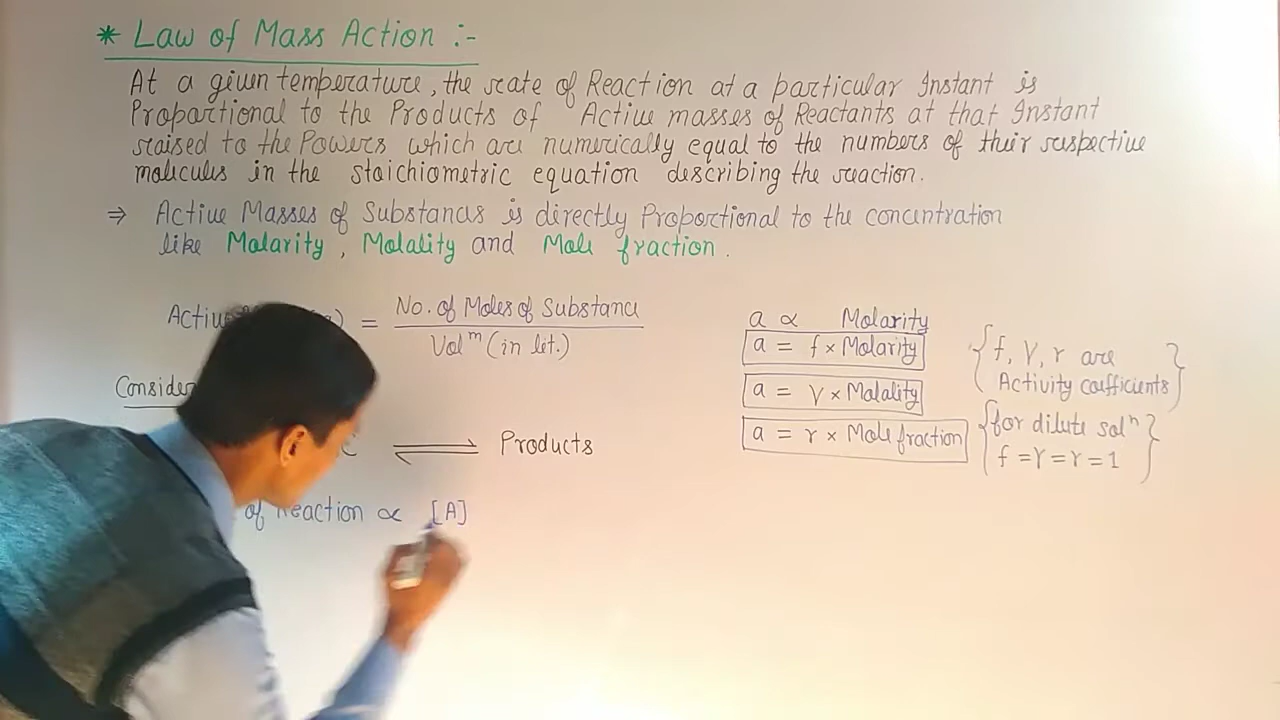 * Law of Mass Action :-
At a given temperature, the rate of Reaction at a particular Instant is
Proportional to the Products of Active masses of Reactants at that Instant
raised to the Powers which are numerically equal to the numbers of their respective
molecules in the stoichiometric equation describing the reaction.
⇒ Active Masses of Substances is directly Proportional to the concentration
like Molarity, Molality and Mole fraction.
= No. of Moles of Substance
Vol^m (in lit.)
C ⇌ Products
of Reaction ∝ [A]
a ∝ Molarity
a = f × Molarity
a = γ × Molality
a = r × Mole fraction
{ f, γ, r are
Activity coefficients }
{ for dilute sol^n
f = γ = r = 1 }